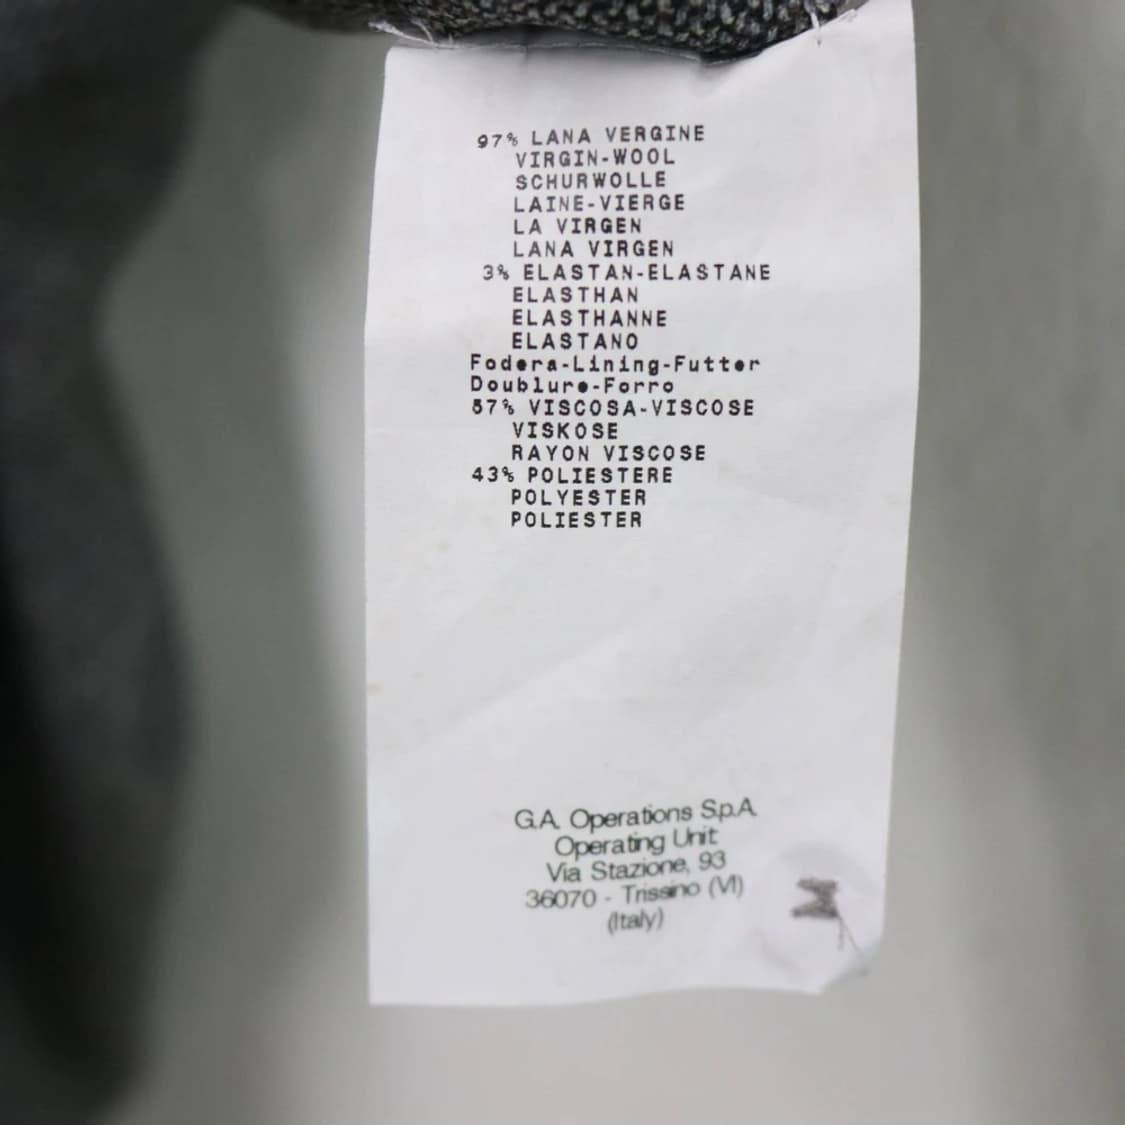 97% LANA VERGINE
VIRGIN-WOOL
SCHURWOLLE
LAINE-VIERGE
LA VIRGEN
LANA VIRGEN
3% ELASTAN-ELASTANE
ELASTHAN
ELASTHANNE
ELASTANO
Fodera-Lining-Futter
Doublure-Forro
57% VISCOSA-VISCOSE
VISKOSE
RAYON VISCOSE
43% POLIESTERE
POLYESTER
POLIESTER
G.A. Operations S.p.A.
Operating Unit
Via Stazione, 93
36070 - Trissino (VI)
(Italy)